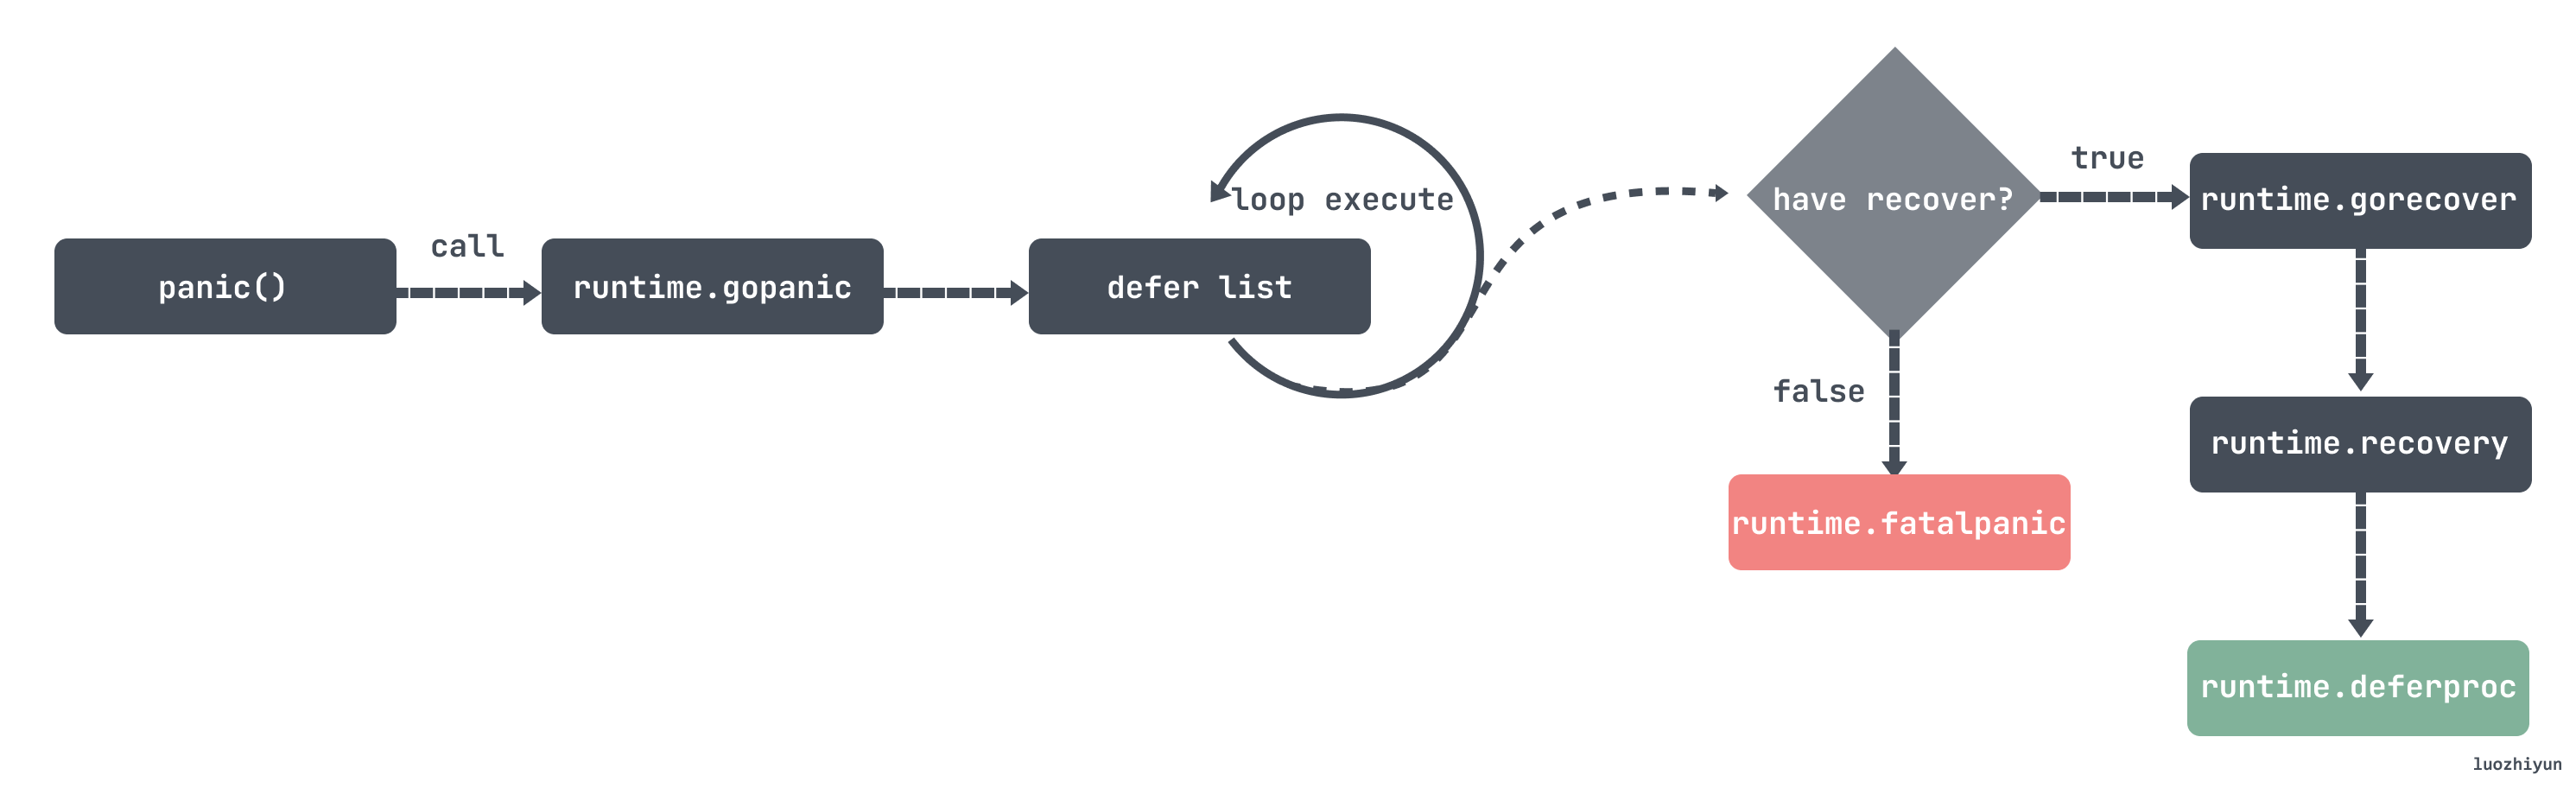 panic()
call
runtime.gopanic
defer list
loop execute
have recover?
true
runtime.gorecover
false
runtime.fatalpanic
runtime.recovery
runtime.deferproc
luozhiyun